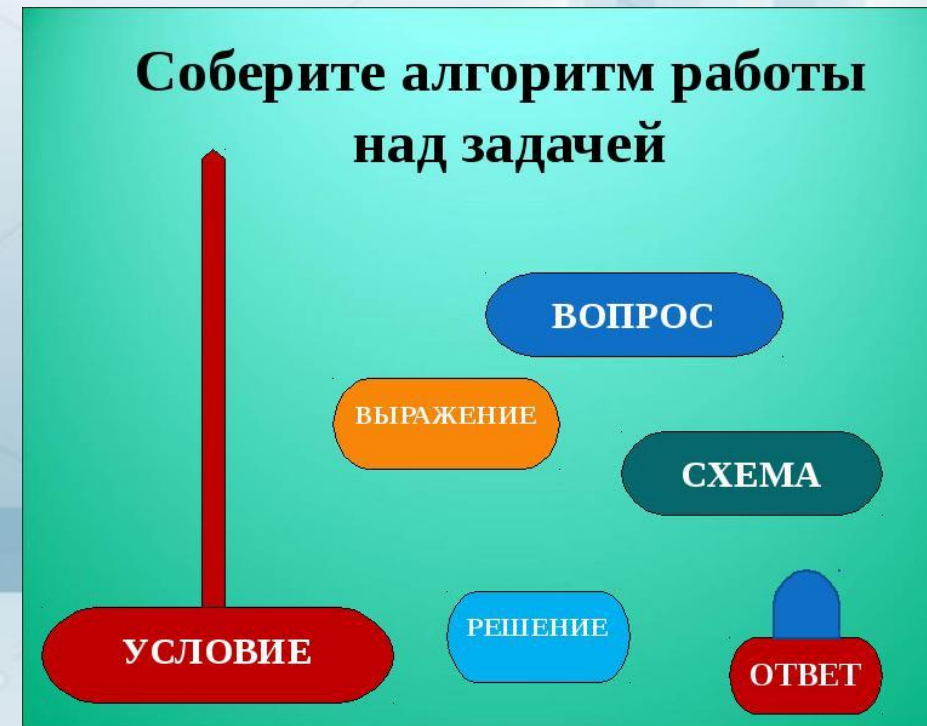 Соберите алгоритм работы
над задачей
ВОПРОС
ВЫРАЖЕНИЕ
СХЕМА
РЕШЕНИЕ
УСЛОВИЕ
ОТВЕТ